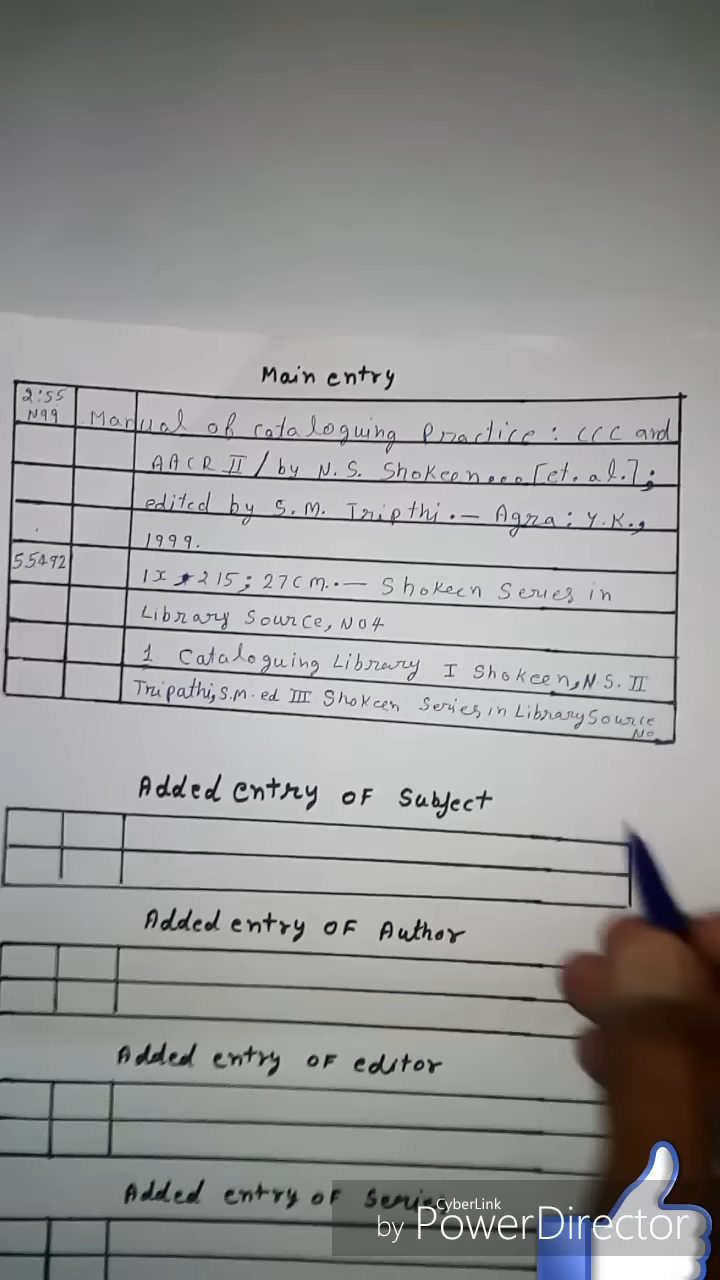 Main entry
2:55
N99 Manual of cataloguing Practice: CCC and
AACR II / by N. S. Shokeen... [et. al.];
edited by S. M. Tripthi. — Agra: Y.K.,
1999.
55492
ix, 215; 27cm. — Shokeen Series in
Library Source, No4
1 Cataloguing Library I Shokeen, N.S. II
Tripathi, S.M. ed III Shokeen Series in Library Source
No.
Added entry of Subject
Added entry of Author
Added entry of editor
Added entry of Series
CyberLink
by PowerDirector